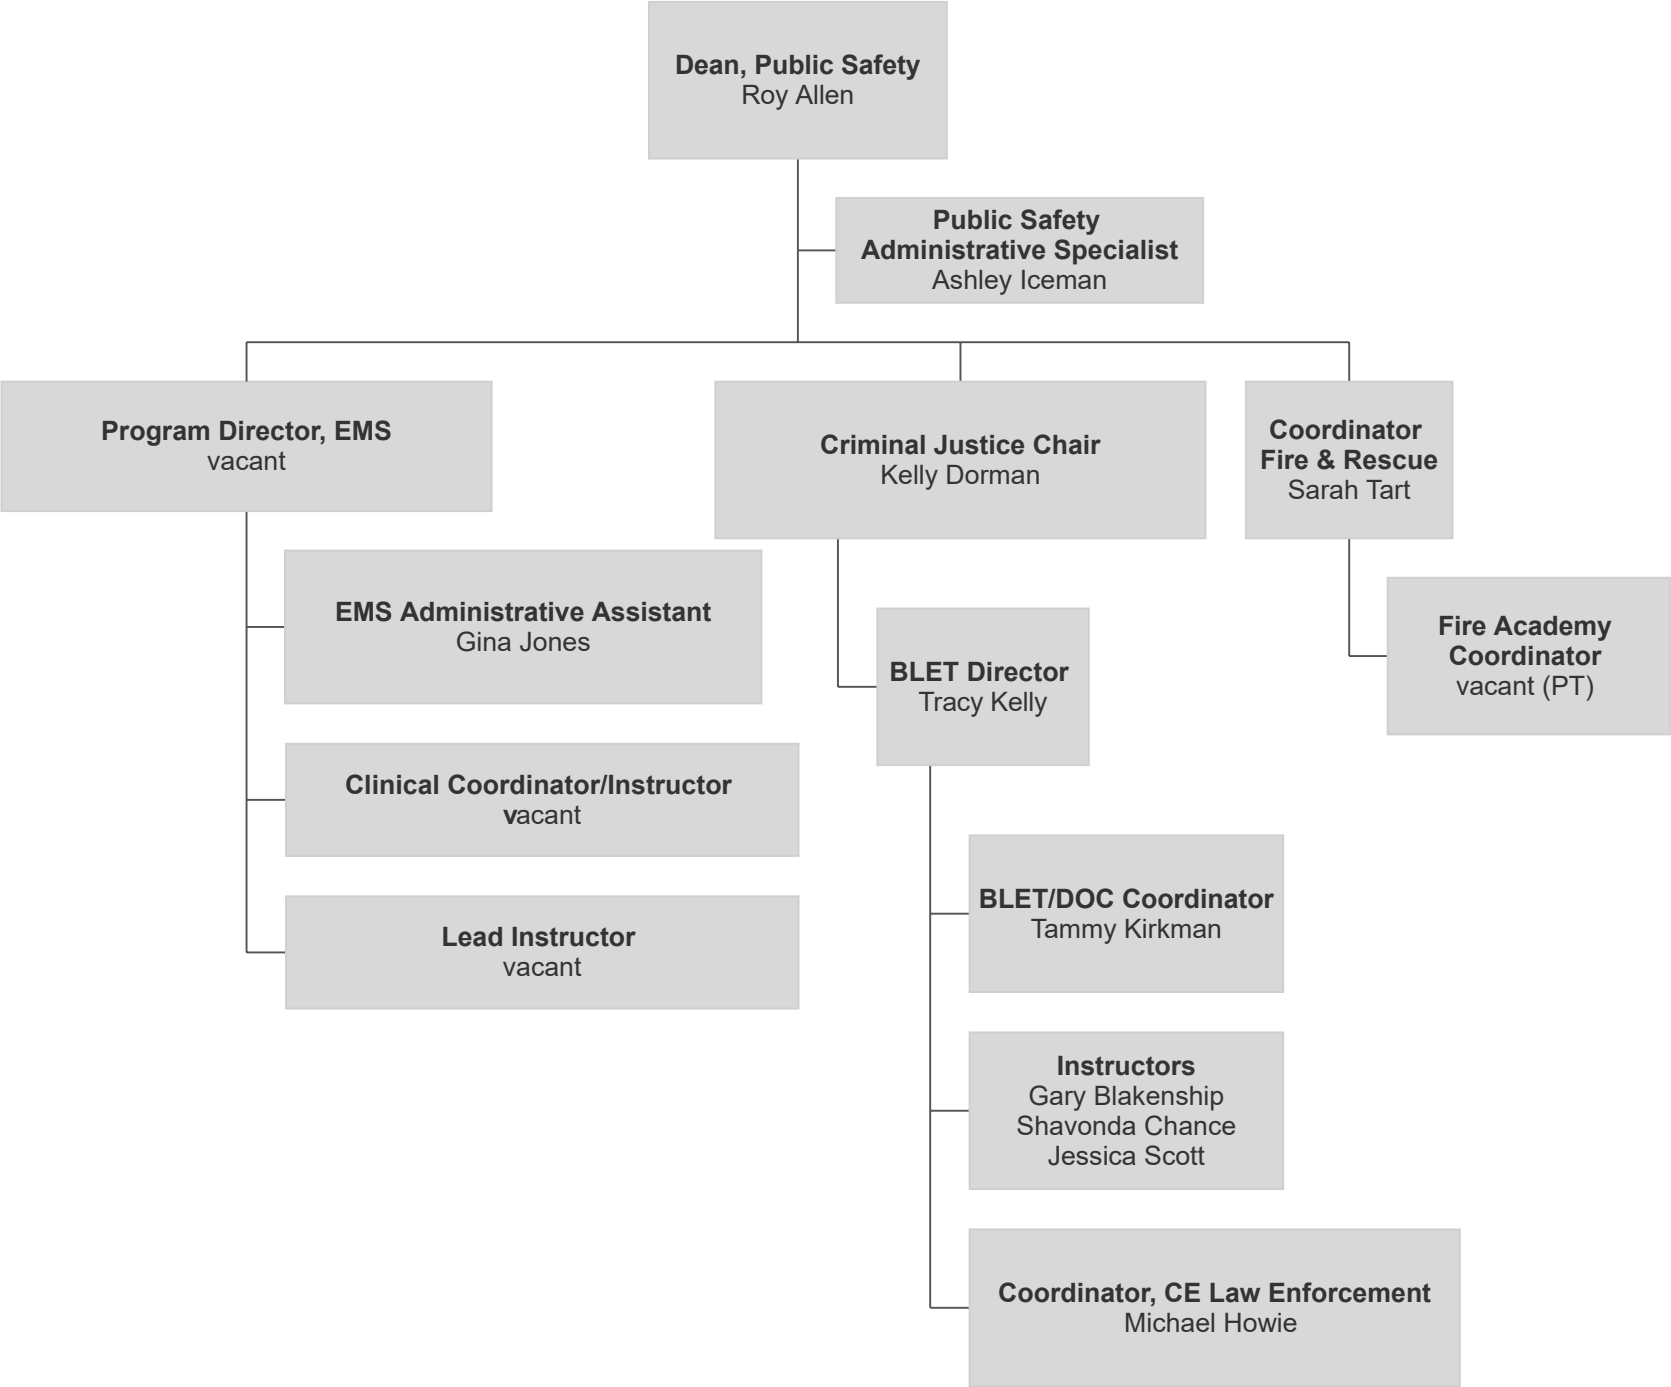 Dean, Public Safety
Roy Allen
Public Safety
Administrative Specialist
Ashley Iceman
Program Director, EMS
vacant
Criminal Justice Chair
Kelly Dorman
Coordinator
Fire & Rescue
Sarah Tart
EMS Administrative Assistant
Gina Jones
Clinical Coordinator/Instructor
vacant
Lead Instructor
vacant
BLET Director
Tracy Kelly
BLET/DOC Coordinator
Tammy Kirkman
Instructors
Gary Blakenship
Shavonda Chance
Jessica Scott
Coordinator, CE Law Enforcement
Michael Howie
Fire Academy
Coordinator
vacant (PT)